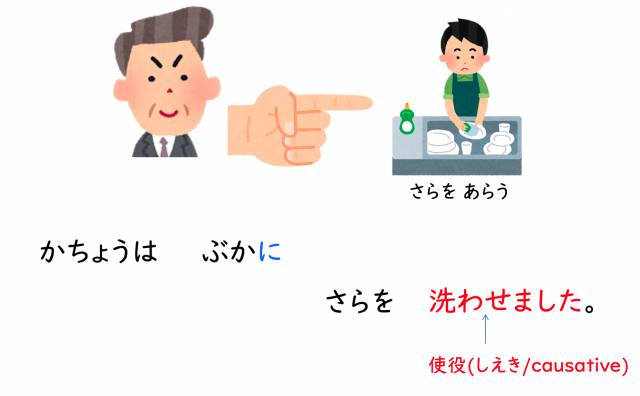 さらを あらう
かちょうは ぶかに
さらを 洗わせました。
使役(しえき/causative)